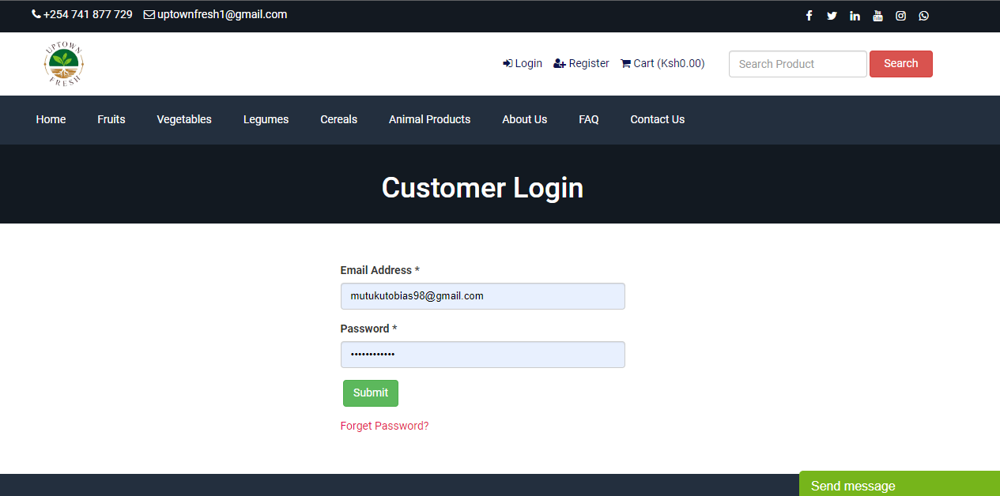 +254 741 877 729 uptownfresh1@gmail.com
UPTOWN
FRESH
Login Register Cart (Ksh0.00) Search Product Search
Home Fruits Vegetables Legumes Cereals Animal Products About Us FAQ Contact Us
Customer Login
Email Address *
mutukutobias98@gmail.com
Password *
••••••••••••
Submit
Forget Password?
Send message